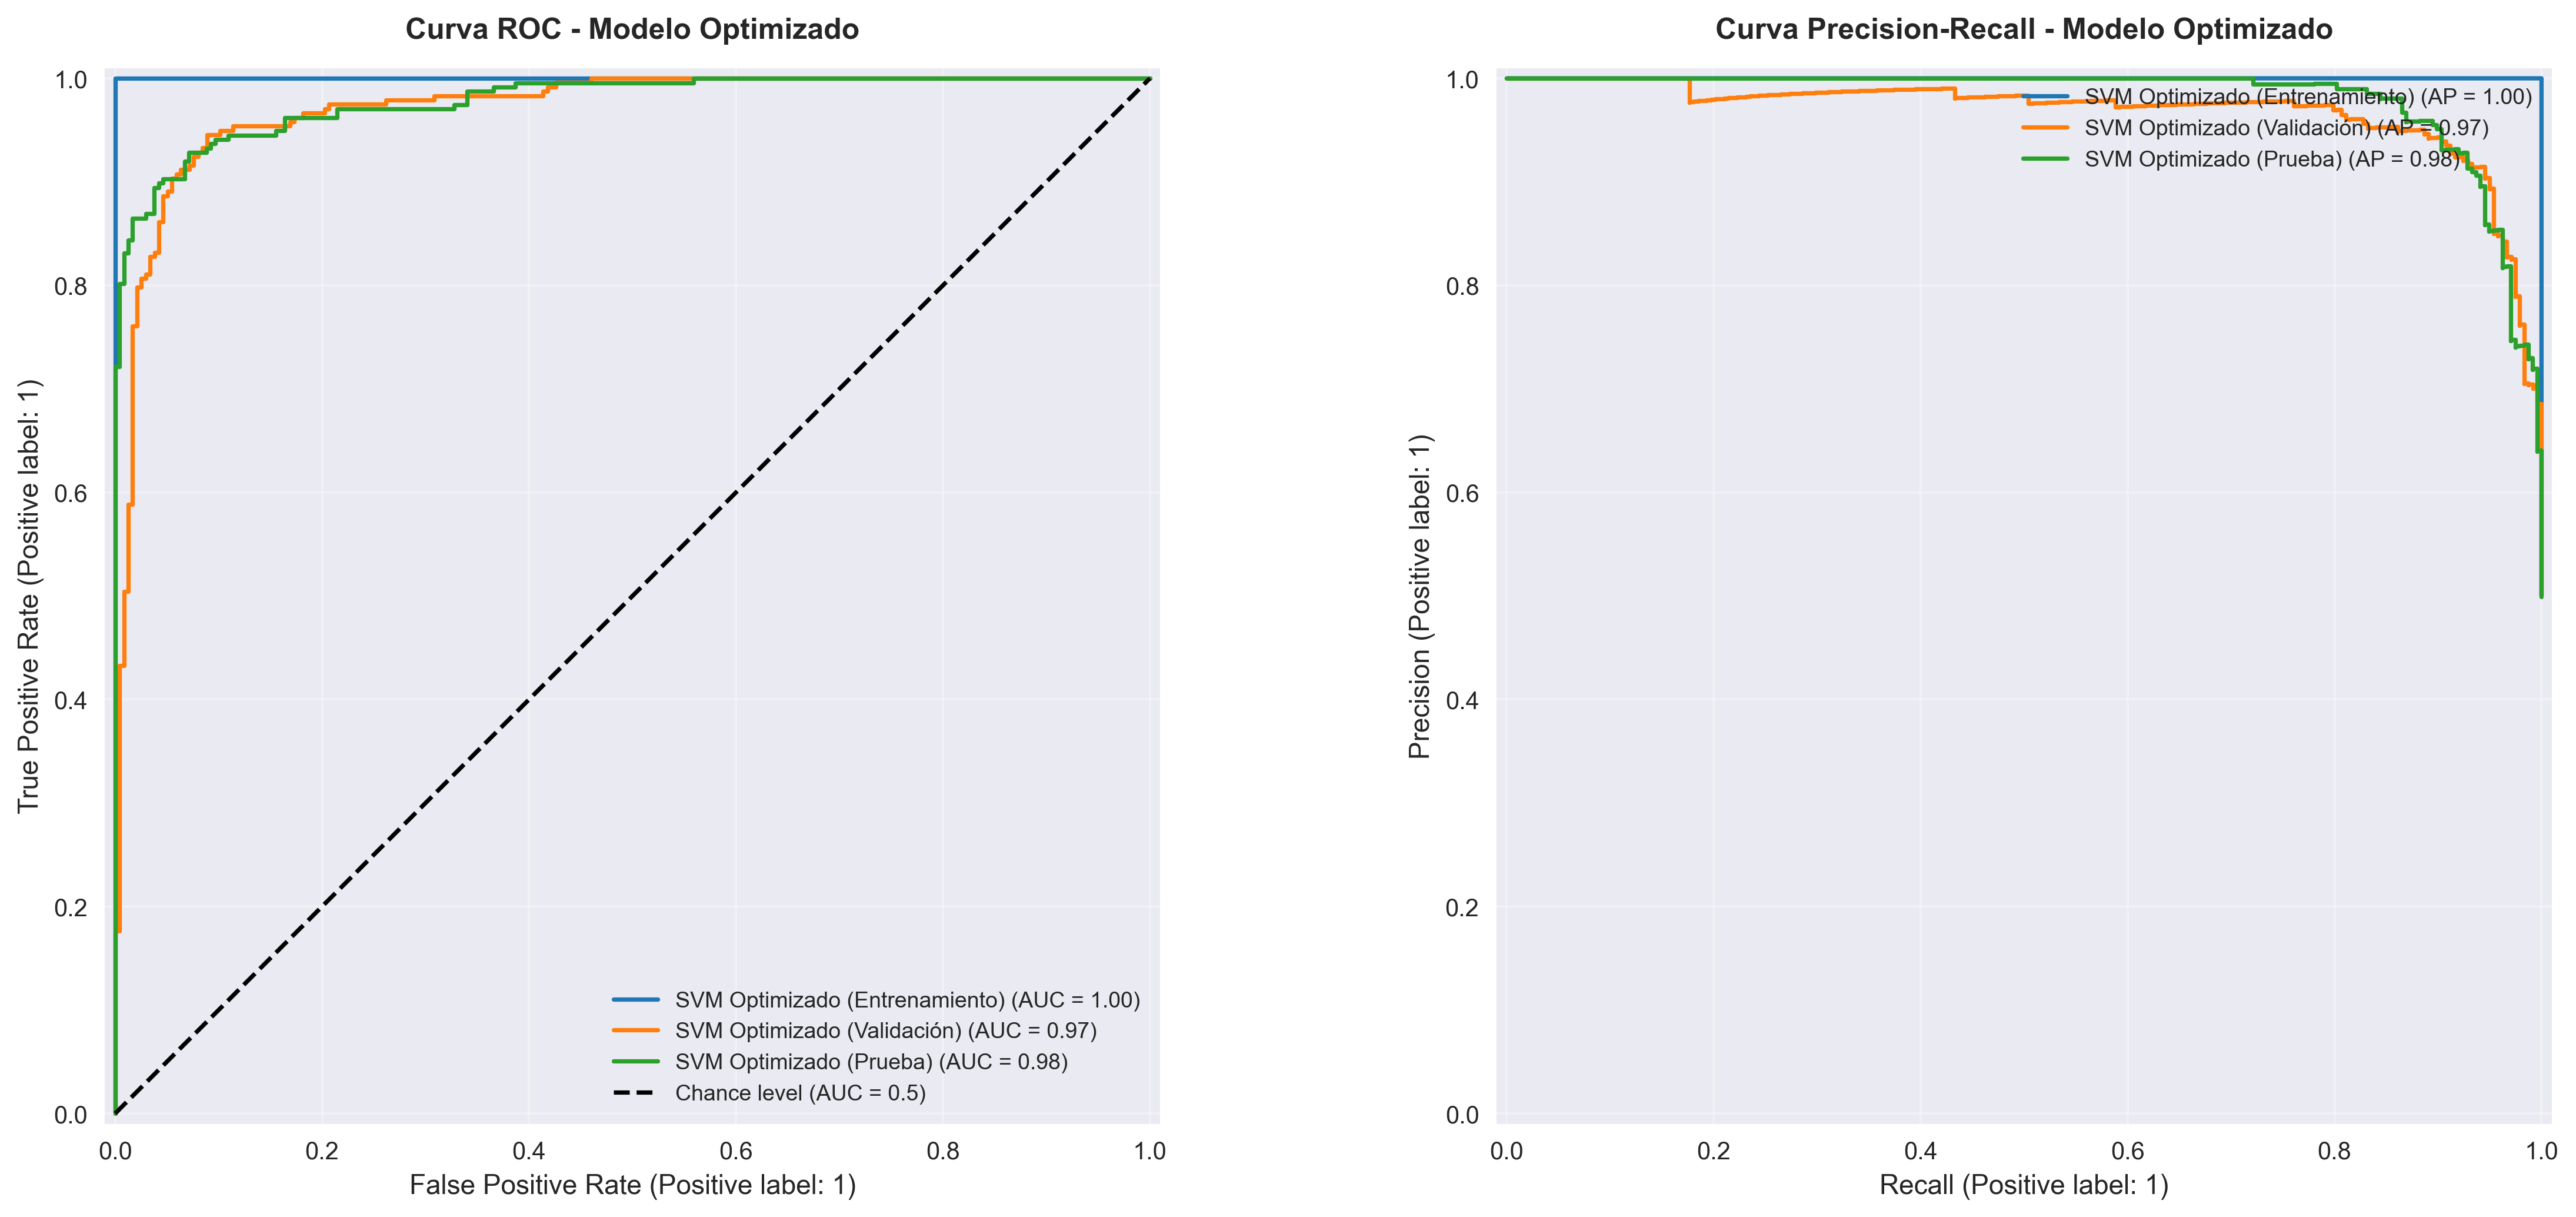 Curva ROC - Modelo Optimizado
True Positive Rate (Positive label: 1)
1.0
0.8
0.6
0.4
0.2
0.0
SVM Optimizado (Entrenamiento) (AUC = 1.00)
SVM Optimizado (Validación) (AUC = 0.97)
SVM Optimizado (Prueba) (AUC = 0.98)
Chance level (AUC = 0.5)
0.0 0.2 0.4 0.6 0.8 1.0
False Positive Rate (Positive label: 1)
Curva Precision-Recall - Modelo Optimizado
Precision (Positive label: 1)
1.0
0.8
0.6
0.4
0.2
0.0
SVM Optimizado (Entrenamiento) (AP = 1.00)
SVM Optimizado (Validación) (AP = 0.97)
SVM Optimizado (Prueba) (AP = 0.98)
0.0 0.2 0.4 0.6 0.8 1.0
Recall (Positive label: 1)